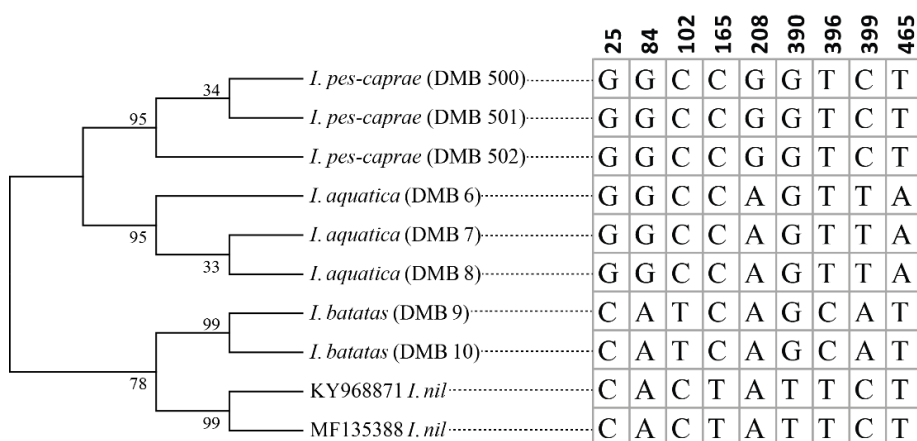 25 84 102 165 208 390 396 399 465
I. pes-caprae (DMB 500) G G C C G G T C T
I. pes-caprae (DMB 501) G G C C G G T C T
I. pes-caprae (DMB 502) G G C C G G T C T
I. aquatica (DMB 6) G G C C A G T T A
I. aquatica (DMB 7) G G C C A G T T A
I. aquatica (DMB 8) G G C C A G T T A
I. batatas (DMB 9) C A T C A G C A T
I. batatas (DMB 10) C A T C A G C A T
KY968871 I. nil C A C T A T T C T
MF135388 I. nil C A C T A T T C T
34
95
95
33
99
78
99